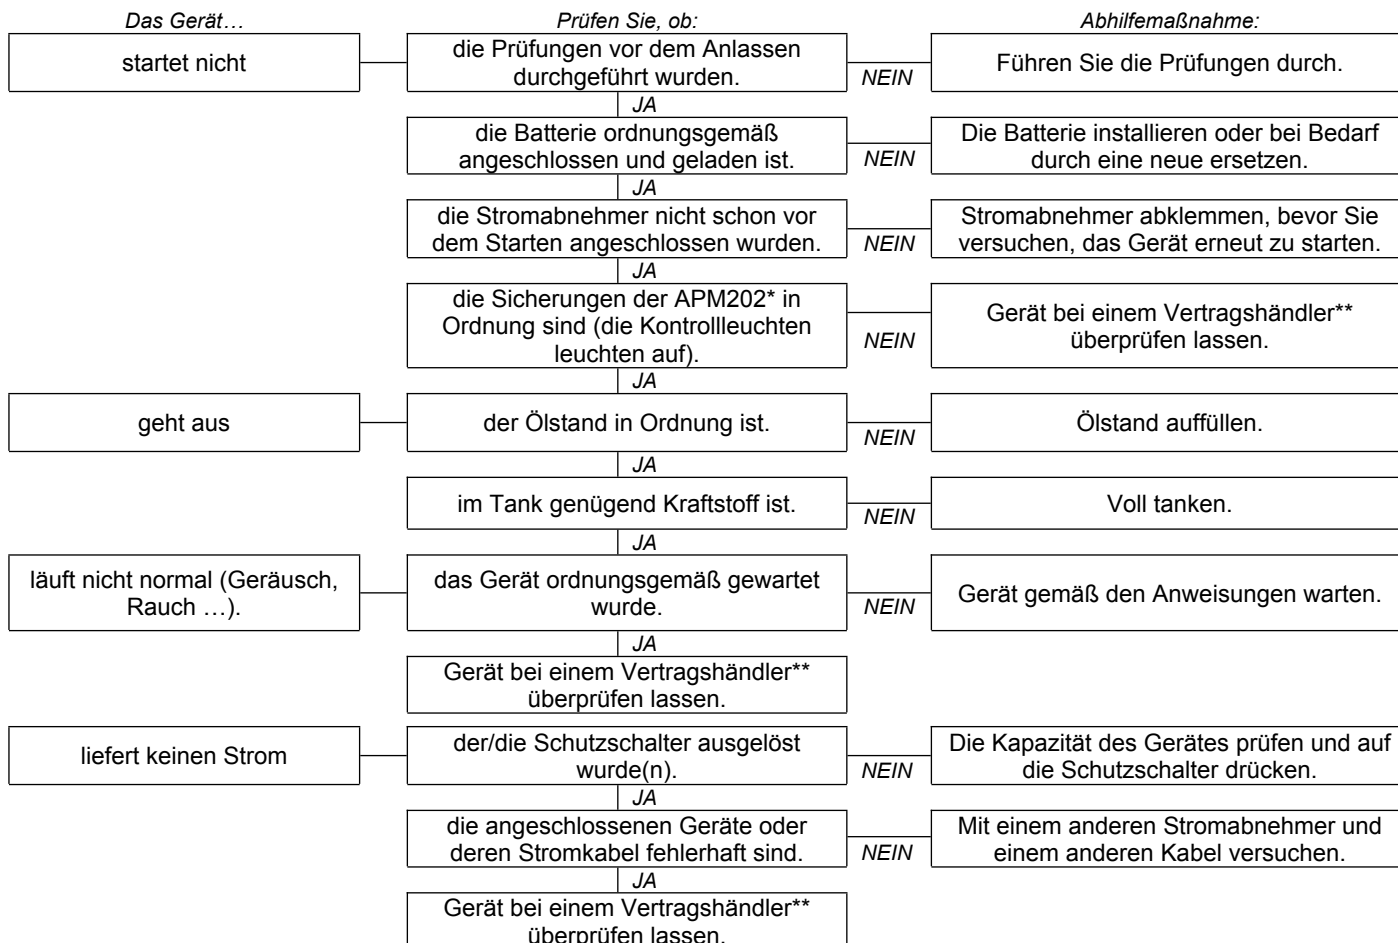 Das Gerät…
Prüfen Sie, ob:
Abhilfemaßnahme:
startet nicht
die Prüfungen vor dem Anlassen
durchgeführt wurden.
NEIN
Führen Sie die Prüfungen durch.
JA
die Batterie ordnungsgemäß
angeschlossen und geladen ist.
NEIN
Die Batterie installieren oder bei Bedarf
durch eine neue ersetzen.
JA
die Stromabnehmer nicht schon vor
dem Starten angeschlossen wurden.
NEIN
Stromabnehmer abklemmen, bevor Sie
versuchen, das Gerät erneut zu starten.
JA
die Sicherungen der APM202* in
Ordnung sind (die Kontrollleuchten
leuchten auf).
NEIN
Gerät bei einem Vertragshändler**
überprüfen lassen.
JA
geht aus
der Ölstand in Ordnung ist.
NEIN
Ölstand auffüllen.
JA
im Tank genügend Kraftstoff ist.
NEIN
Voll tanken.
JA
läuft nicht normal (Geräusch,
Rauch …).
das Gerät ordnungsgemäß gewartet
wurde.
NEIN
Gerät gemäß den Anweisungen warten.
JA
Gerät bei einem Vertragshändler**
überprüfen lassen.
liefert keinen Strom
der/die Schutzschalter ausgelöst
wurde(n).
NEIN
Die Kapazität des Gerätes prüfen und auf
die Schutzschalter drücken.
JA
die angeschlossenen Geräte oder
deren Stromkabel fehlerhaft sind.
NEIN
Mit einem anderen Stromabnehmer und
einem anderen Kabel versuchen.
JA
Gerät bei einem Vertragshändler**
überprüfen lassen.